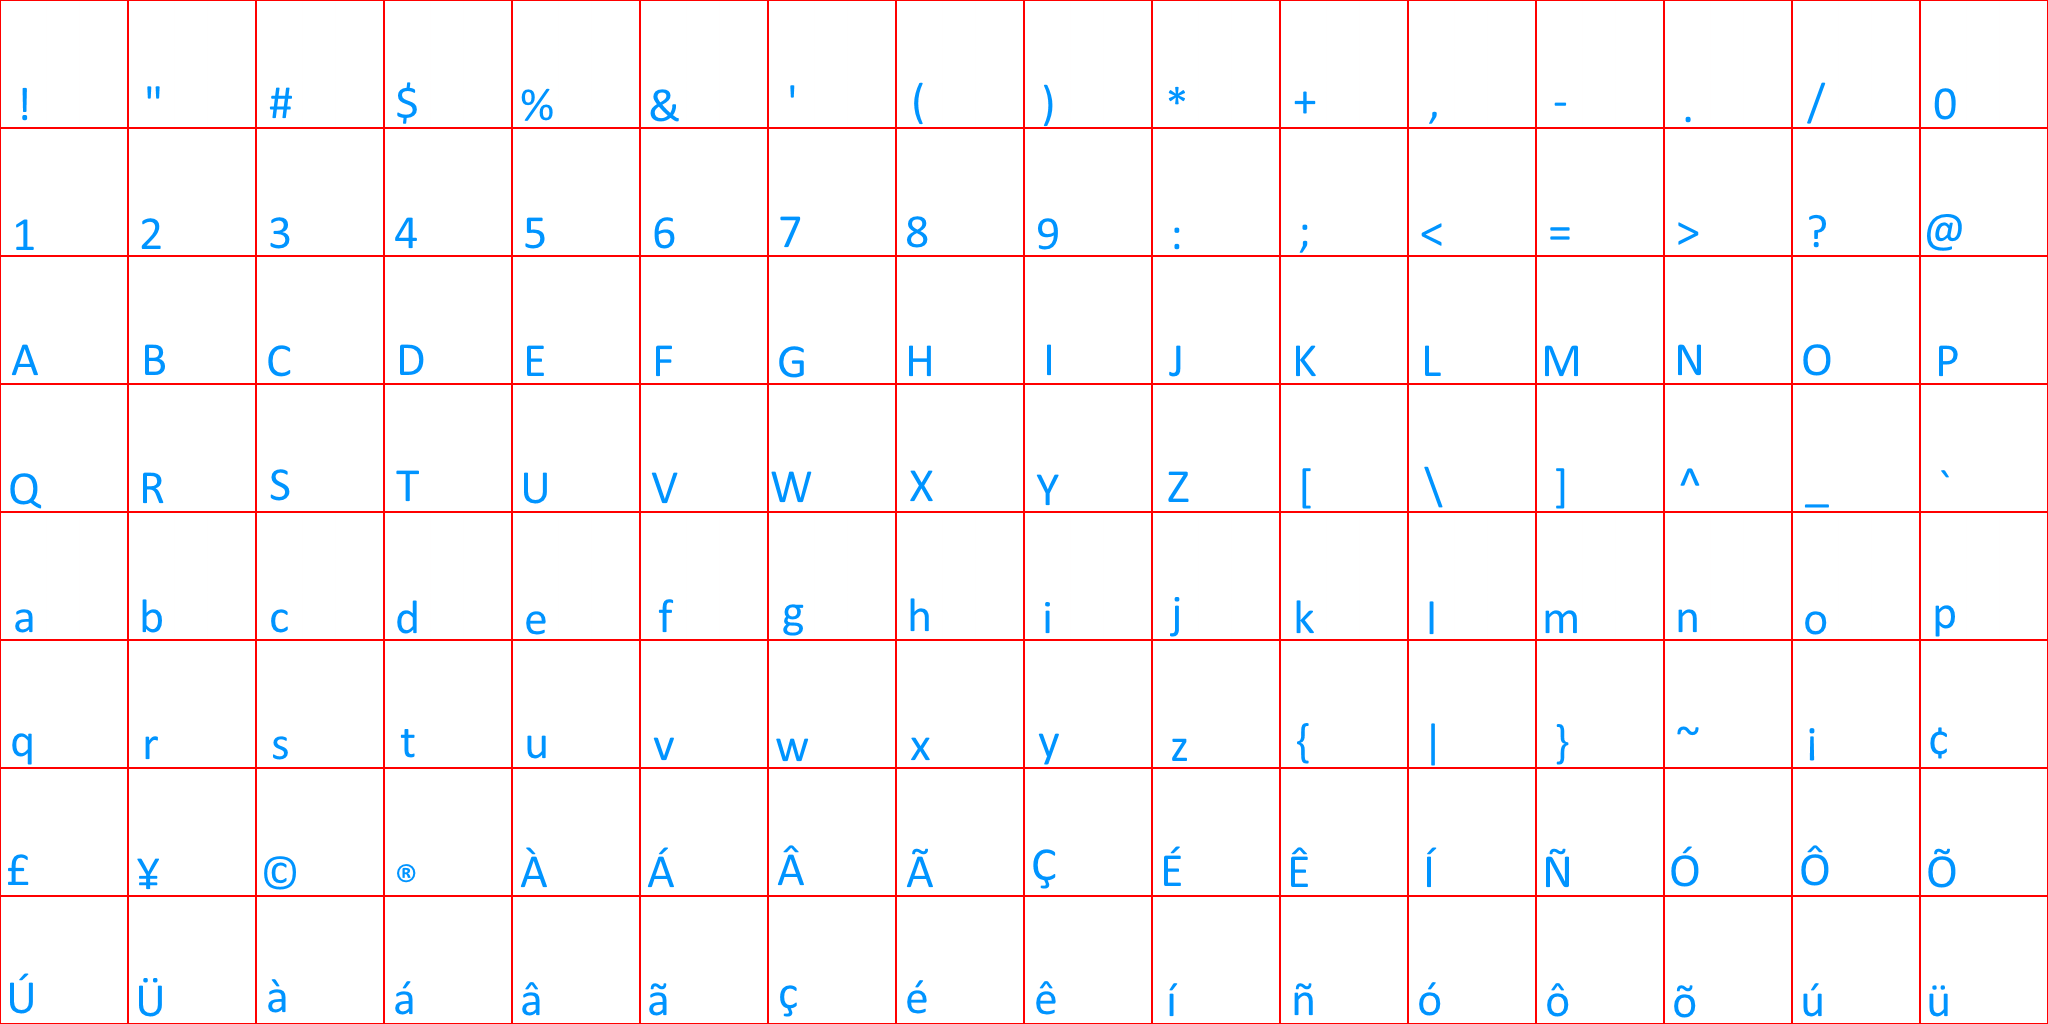 ! " # $ % & ' ( ) * + , - . / 0
1 2 3 4 5 6 7 8 9 : ; < = > ? @
A B C D E F G H I J K L M N O P
Q R S T U V W X Y Z [ \ ] ^ _ `
a b c d e f g h i j k l m n o p
q r s t u v w x y z { | } ~ ¡ ¢
£ ¥ © ® À Á Â Ã Ç É Ê Í Ñ Ó Ô Õ
Ú Ü à á â ã ç é ê í ñ ó ô õ ú ü